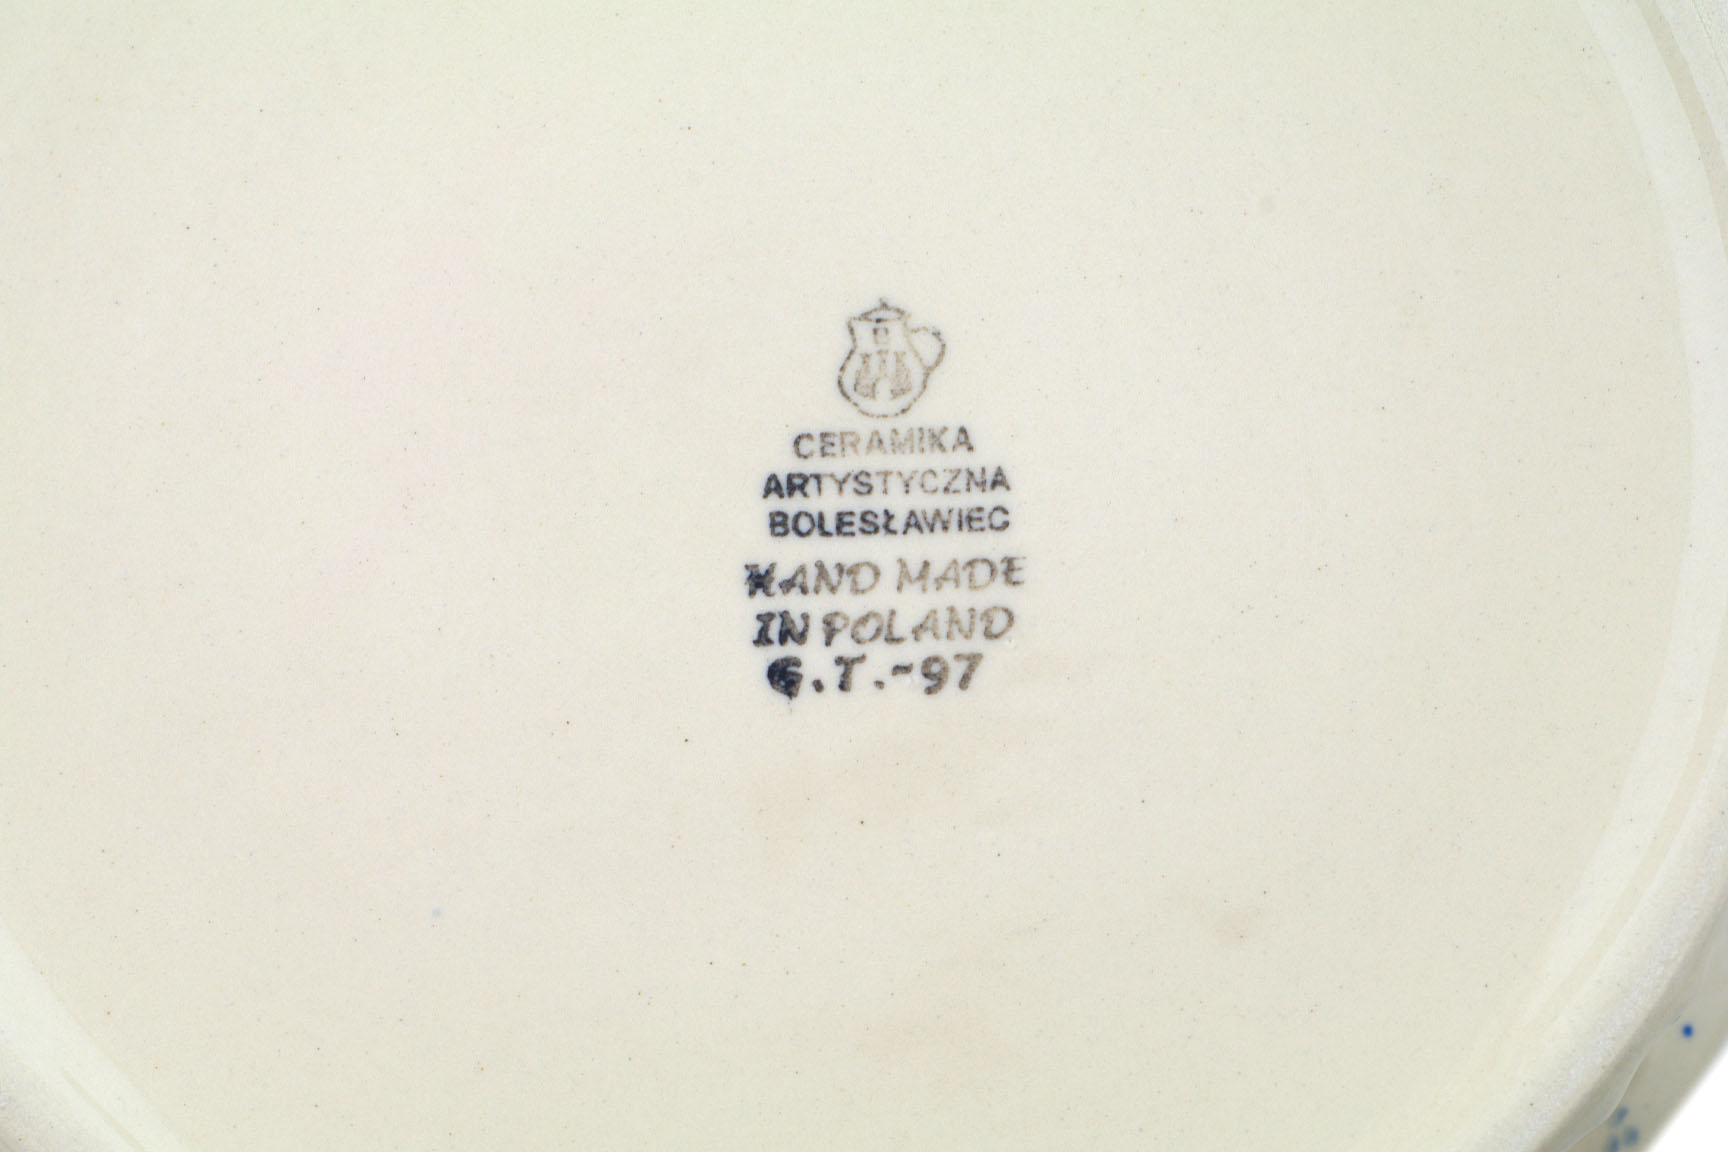 CERAMIKA
ARTYSTYCZNA
BOLESŁAWIEC
HAND MADE
IN POLAND
G.T.-97